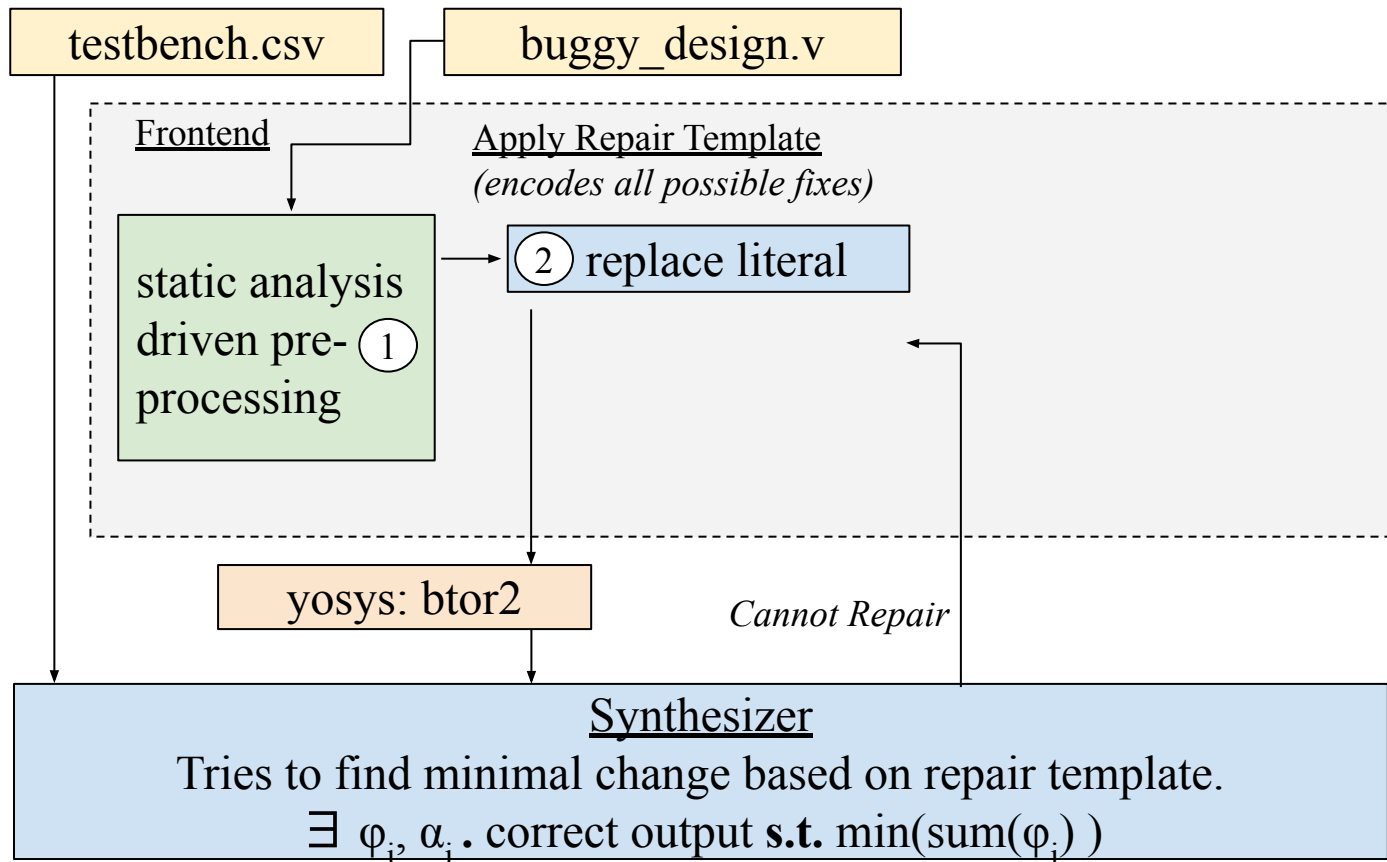 testbench.csv
buggy_design.v
Frontend
Apply Repair Template
(encodes all possible fixes)
static analysis
driven pre- 1
processing
2 replace literal
yosys: btor2
Cannot Repair
Synthesizer
Tries to find minimal change based on repair template.
∃ φᵢ, αᵢ . correct output s.t. min(sum(φᵢ) )